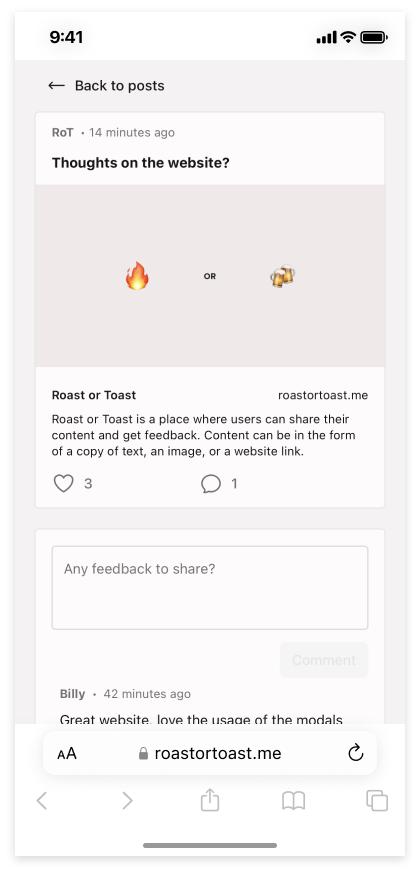 9:41
Back to posts
RoT • 14 minutes ago
Thoughts on the website?
OR
Roast or Toast roastortoast.me
Roast or Toast is a place where users can share their
content and get feedback. Content can be in the form
of a copy of text, an image, or a website link.
3 1
Any feedback to share?
Comment
Billy • 42 minutes ago
Great website, love the usage of the modals
AA roastortoast.me